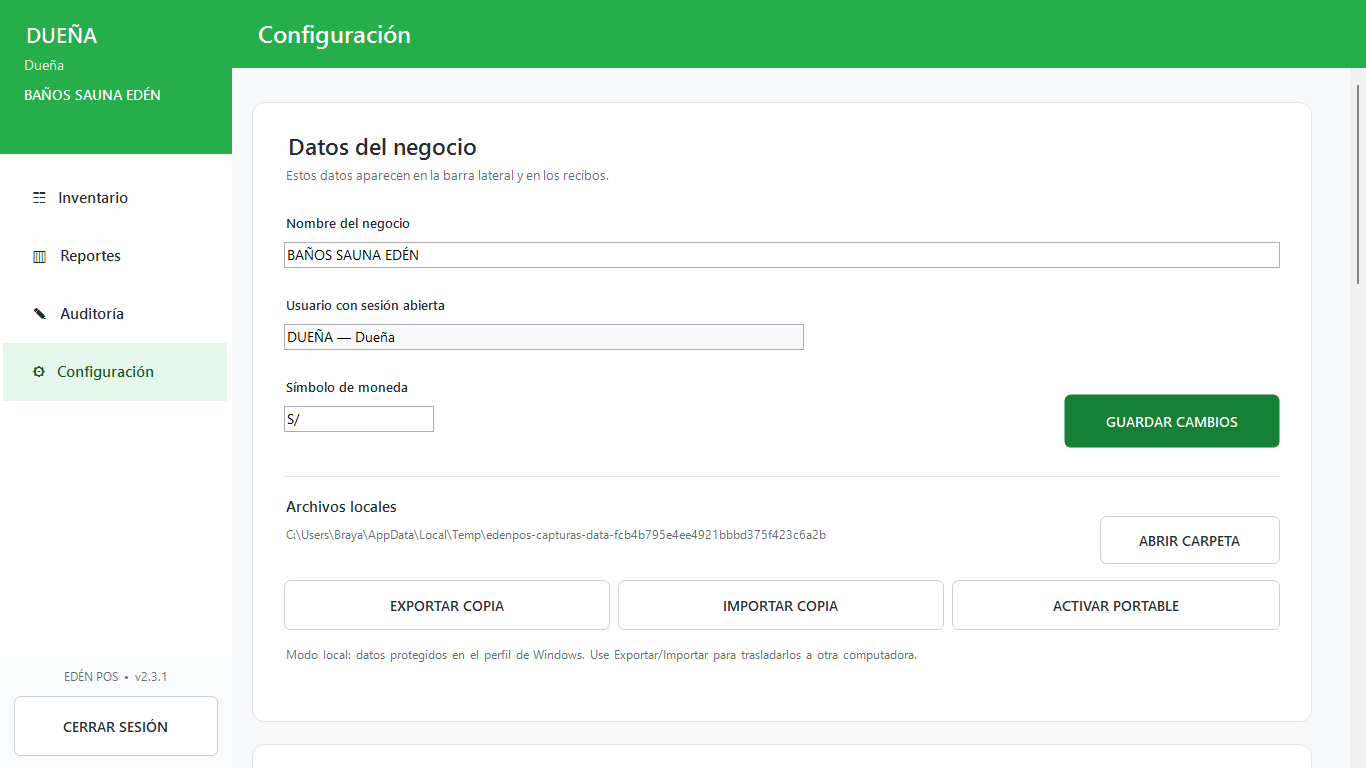 DUEÑA
Dueña
BAÑOS SAUNA EDÉN
Inventario
Reportes
Auditoría
Configuración
EDÉN POS • v2.3.1
CERRAR SESIÓN
Configuración
Datos del negocio
Estos datos aparecen en la barra lateral y en los recibos.
Nombre del negocio
BAÑOS SAUNA EDÉN
Usuario con sesión abierta
DUEÑA — Dueña
Símbolo de moneda
S/
GUARDAR CAMBIOS
Archivos locales
C:\Users\Braya\AppData\Local\Temp\edenpos-capturas-data-fcb4b795e4ee4921bbbd375f423c6a2b
ABRIR CARPETA
EXPORTAR COPIA
IMPORTAR COPIA
ACTIVAR PORTABLE
Modo local: datos protegidos en el perfil de Windows. Use Exportar/Importar para trasladarlos a otra computadora.